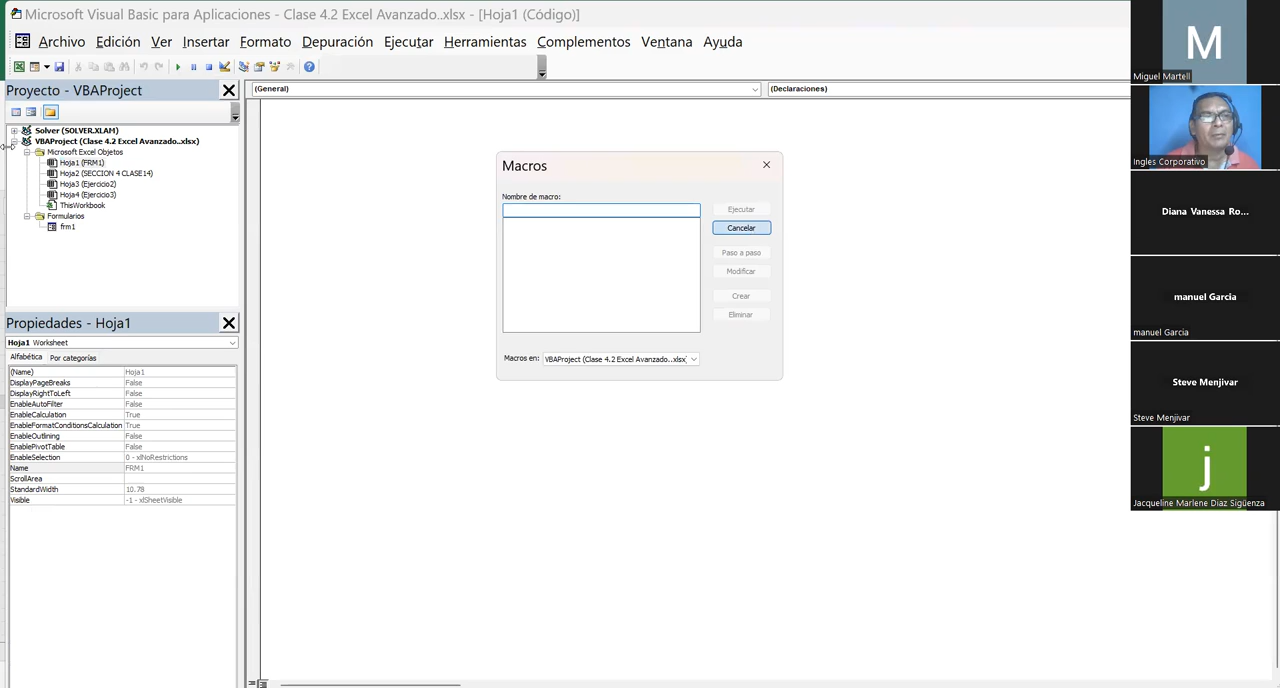 Microsoft Visual Basic para Aplicaciones - Clase 4.2 Excel Avanzado..xlsx - [Hoja1 (Código)]
Archivo Edición Ver Insertar Formato Depuración Ejecutar Herramientas Complementos Ventana Ayuda
Proyecto - VBAProject
Solver (SOLVER.XLAM)
VBAProject (Clase 4.2 Excel Avanzado..xlsx)
Microsoft Excel Objetos
Hoja1 (FRM1)
Hoja2 (SECCION 4 CLASE14)
Hoja3 (Ejercicio2)
Hoja4 (Ejercicio3)
ThisWorkbook
Formularios
frm1
Propiedades - Hoja1
Hoja1 Worksheet
Alfabética Por categorías
(Name) Hoja1
DisplayPageBreaks False
DisplayRightToLeft False
EnableAutoFilter False
EnableCalculation True
EnableFormatConditionsCalculation True
EnableOutlining False
EnablePivotTable False
EnableSelection 0 - xlNoRestrictions
Name FRM1
ScrollArea
StandardWidth 10.78
Visible -1 - xlSheetVisible
(General) (Declaraciones)
Macros
Nombre de macro:
Ejecutar
Cancelar
Paso a paso
Modificar
Crear
Eliminar
Macros en: VBAProject (Clase 4.2 Excel Avanzado..xlsx)
M
Miguel Martell
Ingles Corporativo
Diana Vanessa Ro...
manuel Garcia
manuel Garcia
Steve Menjivar
Steve Menjivar
j
Jacqueline Marlene Diaz Sigüenza